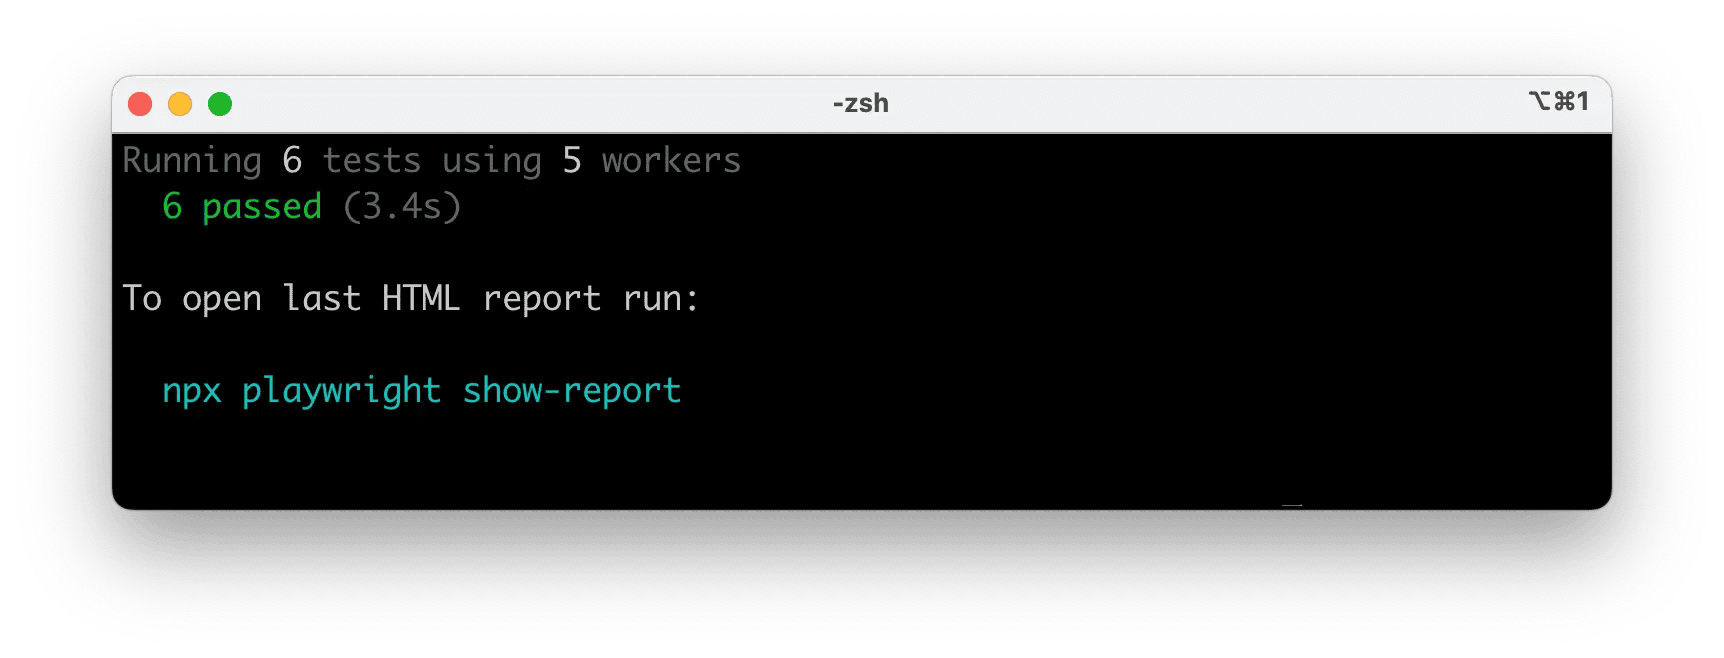 -zsh
⌥⌘1
Running 6 tests using 5 workers
6 passed (3.4s)
To open last HTML report run:
npx playwright show-report